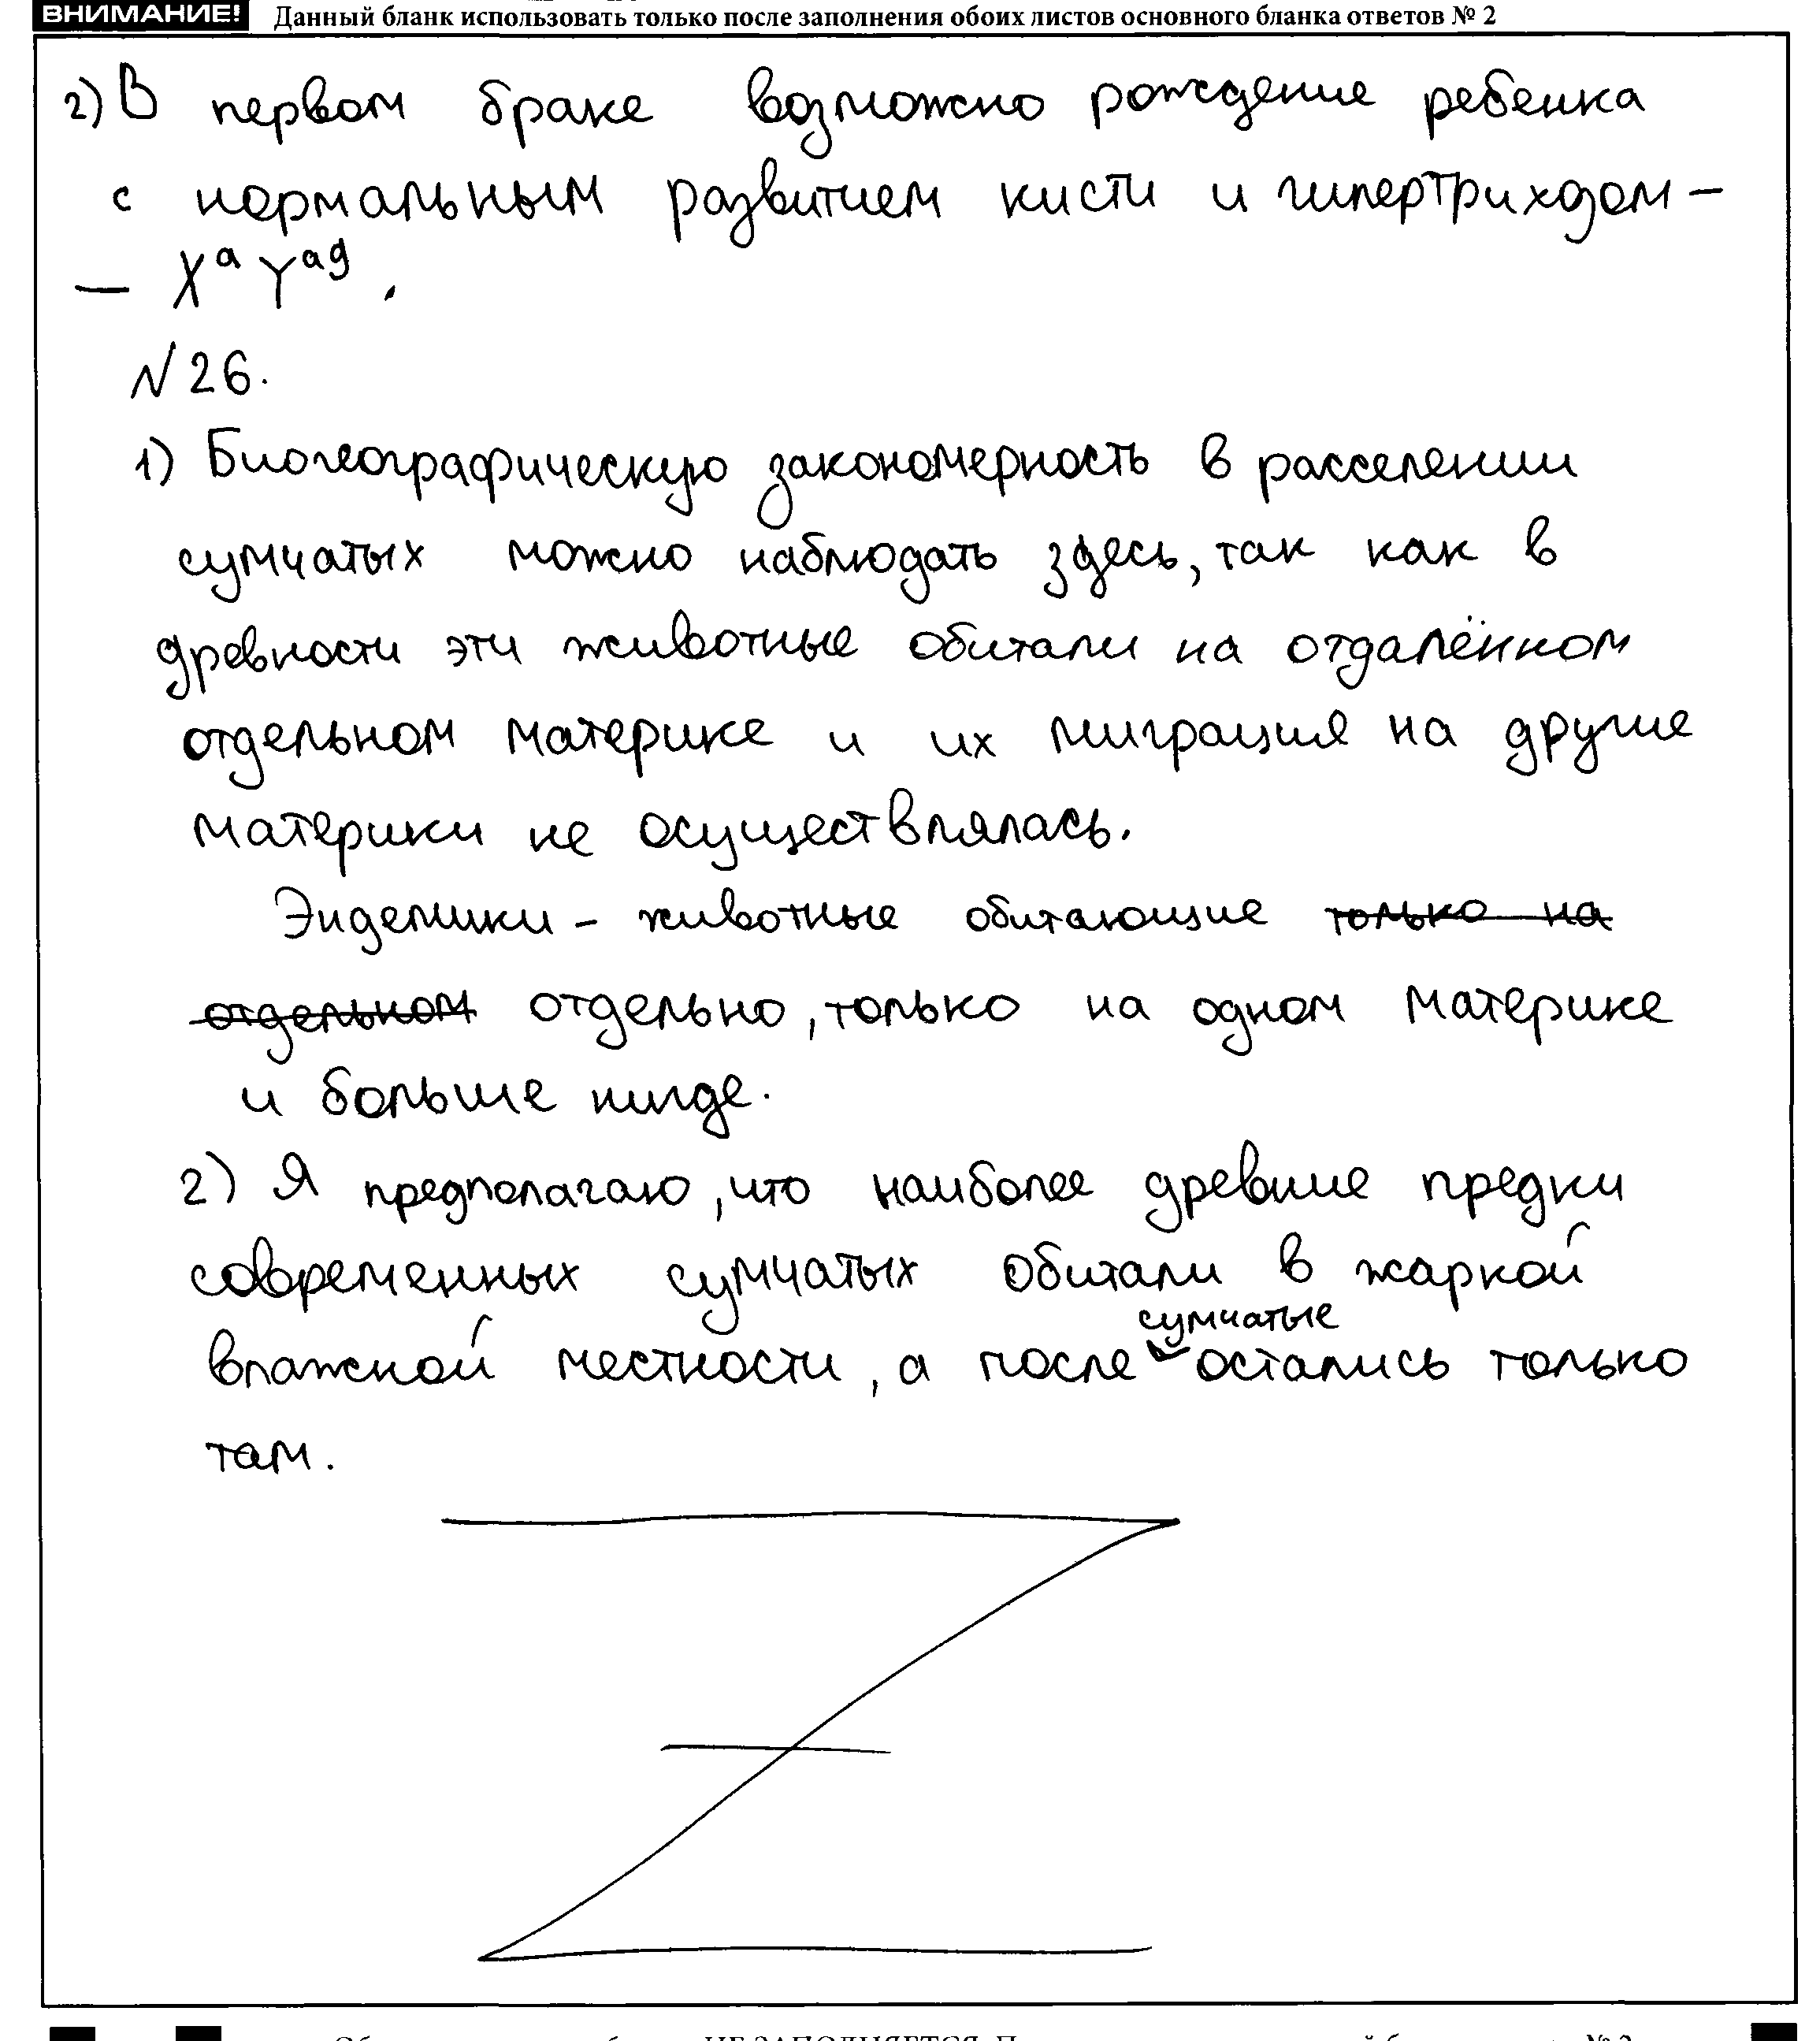 ВНИМАНИЕ! Данный бланк использовать только после заполнения обоих листов основного бланка ответов № 2
2) В первом браке возможно рождение ребенка
с нормальным развитием кисти и гипертрихозом –
– XᵃYᵃᵍ.
№ 26.
1) Биогеографическую закономерность в расселении
сумчатых можно наблюдать здесь, так как в
древности эти животные обитали на отдалённом
отдельном материке и их миграция на другие
материки не осуществлялась.
Эндемики – животные обитающие только на
отдельном отдельно, только на одном материке
и больше нигде.
2) Я предполагаю, что наиболее древние предки
современных сумчатых обитали в жаркой
влажной местности, а после сумчатые остались только
там.